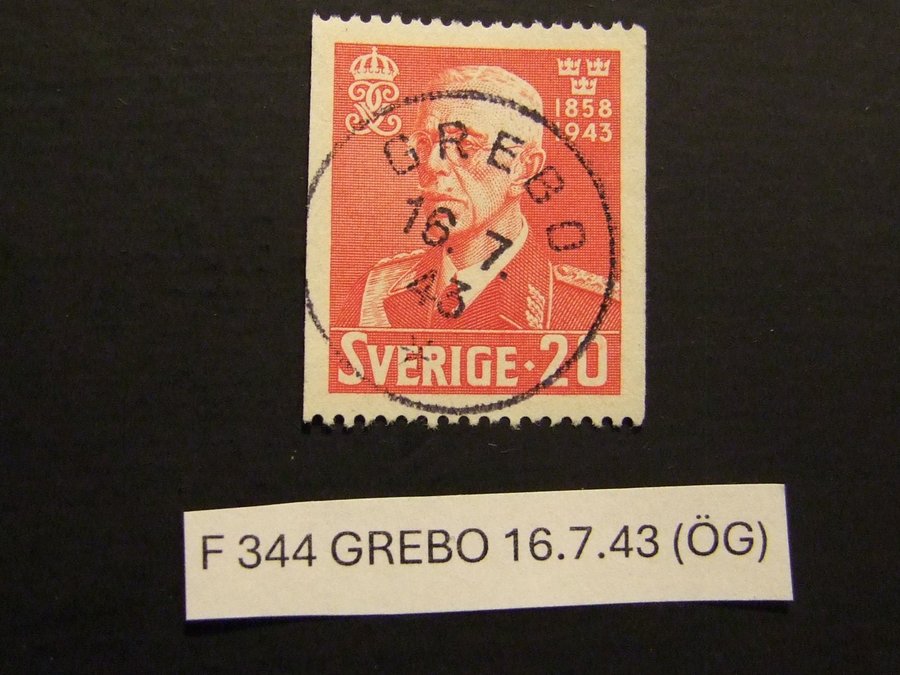 1858
1943
GREBO
16.7.
43
*
SVERIGE·20
F 344 GREBO 16.7.43 (ÖG)